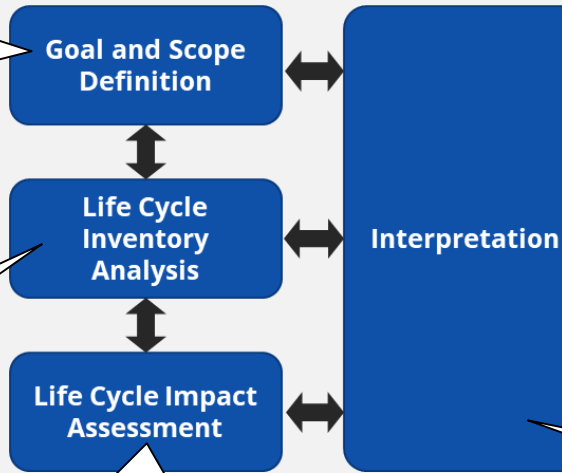 Goal and Scope
Definition
Life Cycle
Inventory
Analysis
Interpretation
Life Cycle Impact
Assessment